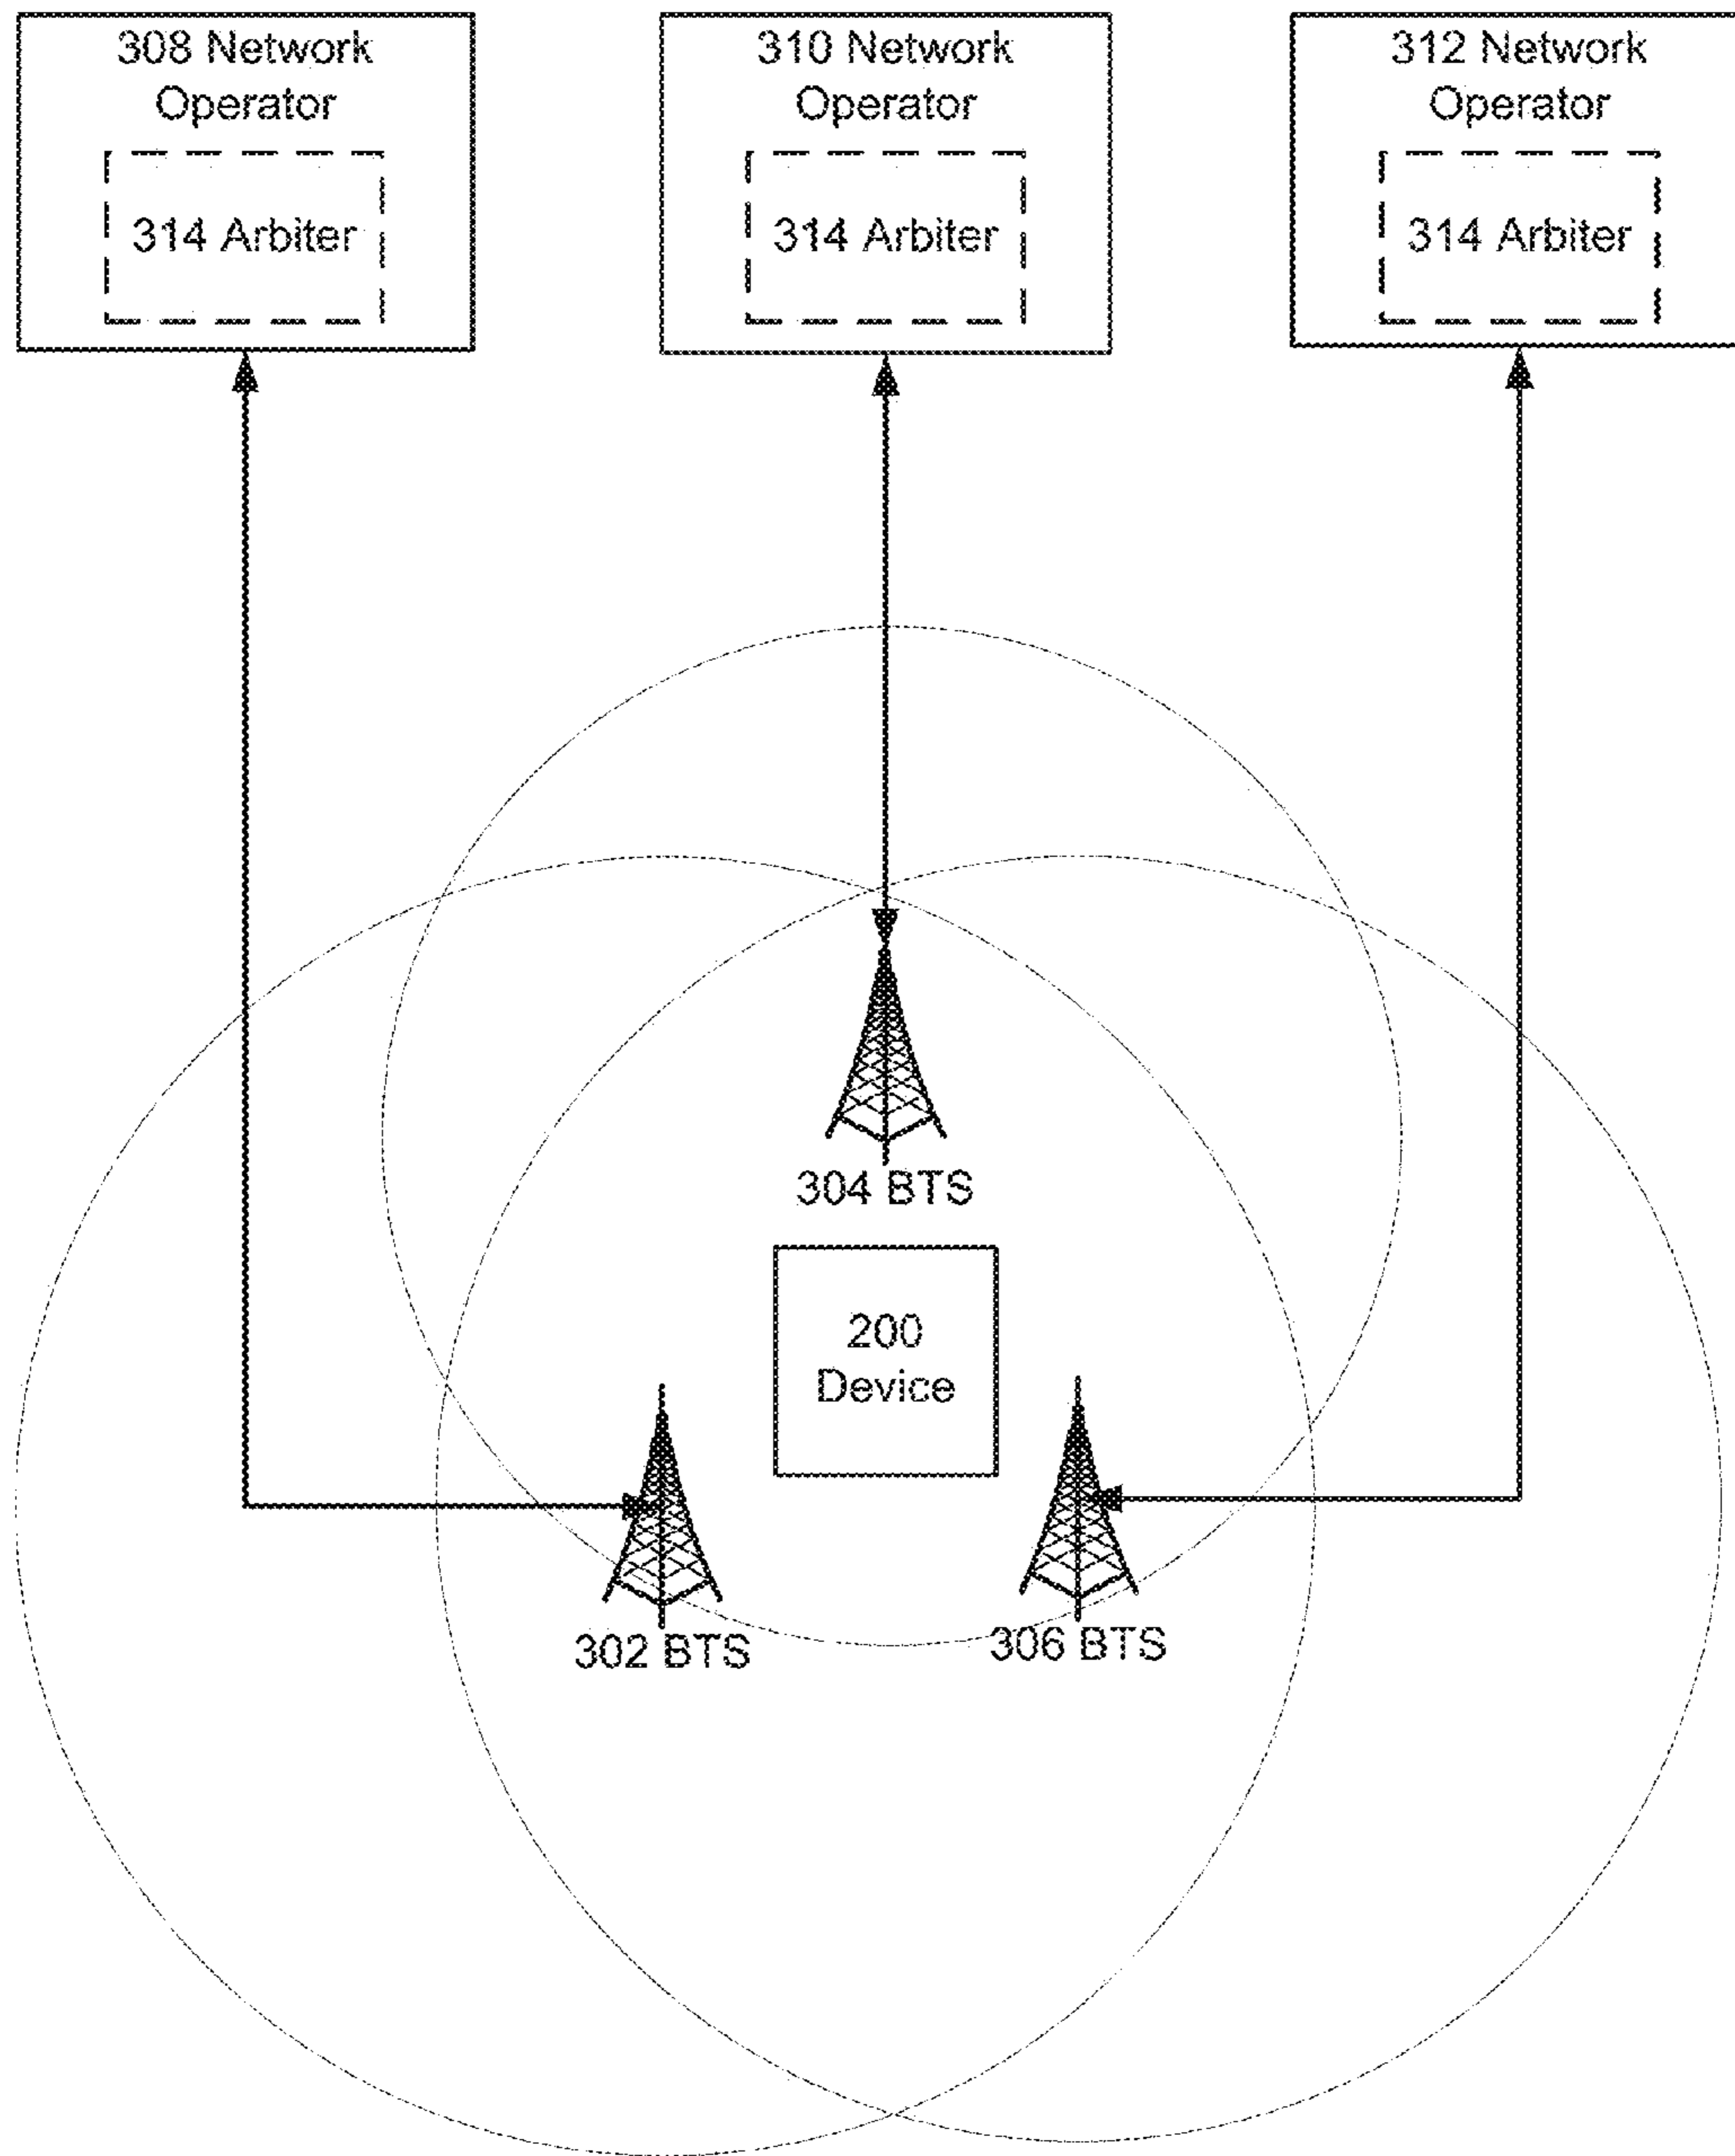 308 Network
Operator
314 Arbiter
310 Network
Operator
314 Arbiter
312 Network
Operator
314 Arbiter
304 BTS
200
Device
302 BTS
306 BTS